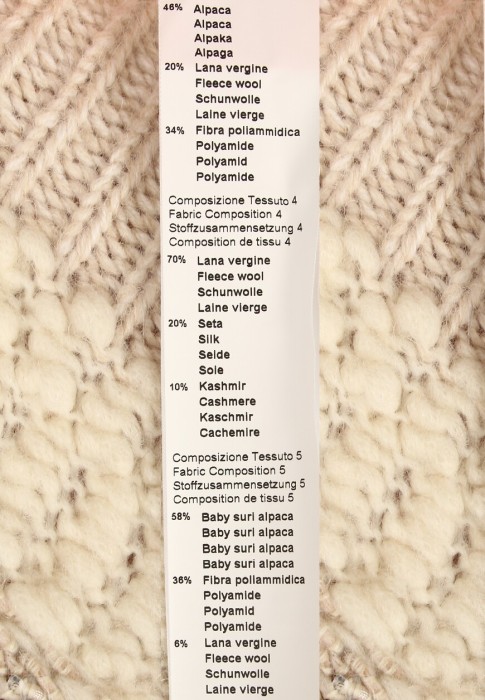 46% Alpaca
Alpaca
Alpaka
Alpaga
20% Lana vergine
Fleece wool
Schunwolle
Laine vierge
34% Fibra poliammidica
Polyamide
Polyamid
Polyamide
Composizione Tessuto 4
Fabric Composition 4
Stoffzusammensetzung 4
Composition de tissu 4
70% Lana vergine
Fleece wool
Schunwolle
Laine vierge
20% Seta
Silk
Seide
Soie
10% Kashmir
Cashmere
Kaschmir
Cachemire
Composizione Tessuto 5
Fabric Composition 5
Stoffzusammensetzung 5
Composition de tissu 5
58% Baby suri alpaca
Baby suri alpaca
Baby suri alpaca
Baby suri alpaca
36% Fibra poliammidica
Polyamide
Polyamid
Polyamide
6% Lana vergine
Fleece wool
Schunwolle
Laine vierge